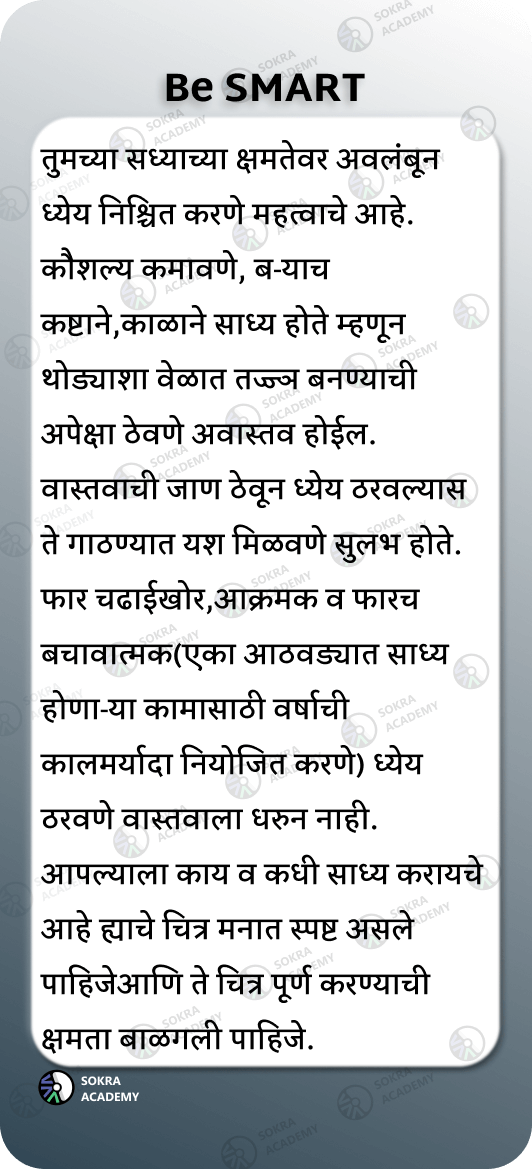 Be SMART
तुमच्या सध्याच्या क्षमतेवर अवलंबून
ध्येय निश्चित करणे महत्वाचे आहे.
कौशल्य कमावणे, ब-याच
कष्टाने,काळाने साध्य होते म्हणून
थोड्याशा वेळात तज्ज्ञ बनण्याची
अपेक्षा ठेवणे अवास्तव होईल.
वास्तवाची जाण ठेवून ध्येय ठरवल्यास
ते गाठण्यात यश मिळवणे सुलभ होते.
फार चढाईखोर,आक्रमक व फारच
बचावात्मक(एका आठवड्यात साध्य
होणा-या कामासाठी वर्षाची
कालमर्यादा नियोजित करणे) ध्येय
ठरवणे वास्तवाला धरुन नाही.
आपल्याला काय व कधी साध्य करायचे
आहे ह्याचे चित्र मनात स्पष्ट असले
पाहिजेआणि ते चित्र पूर्ण करण्याची
क्षमता बाळगली पाहिजे.
SOKRA
ACADEMY